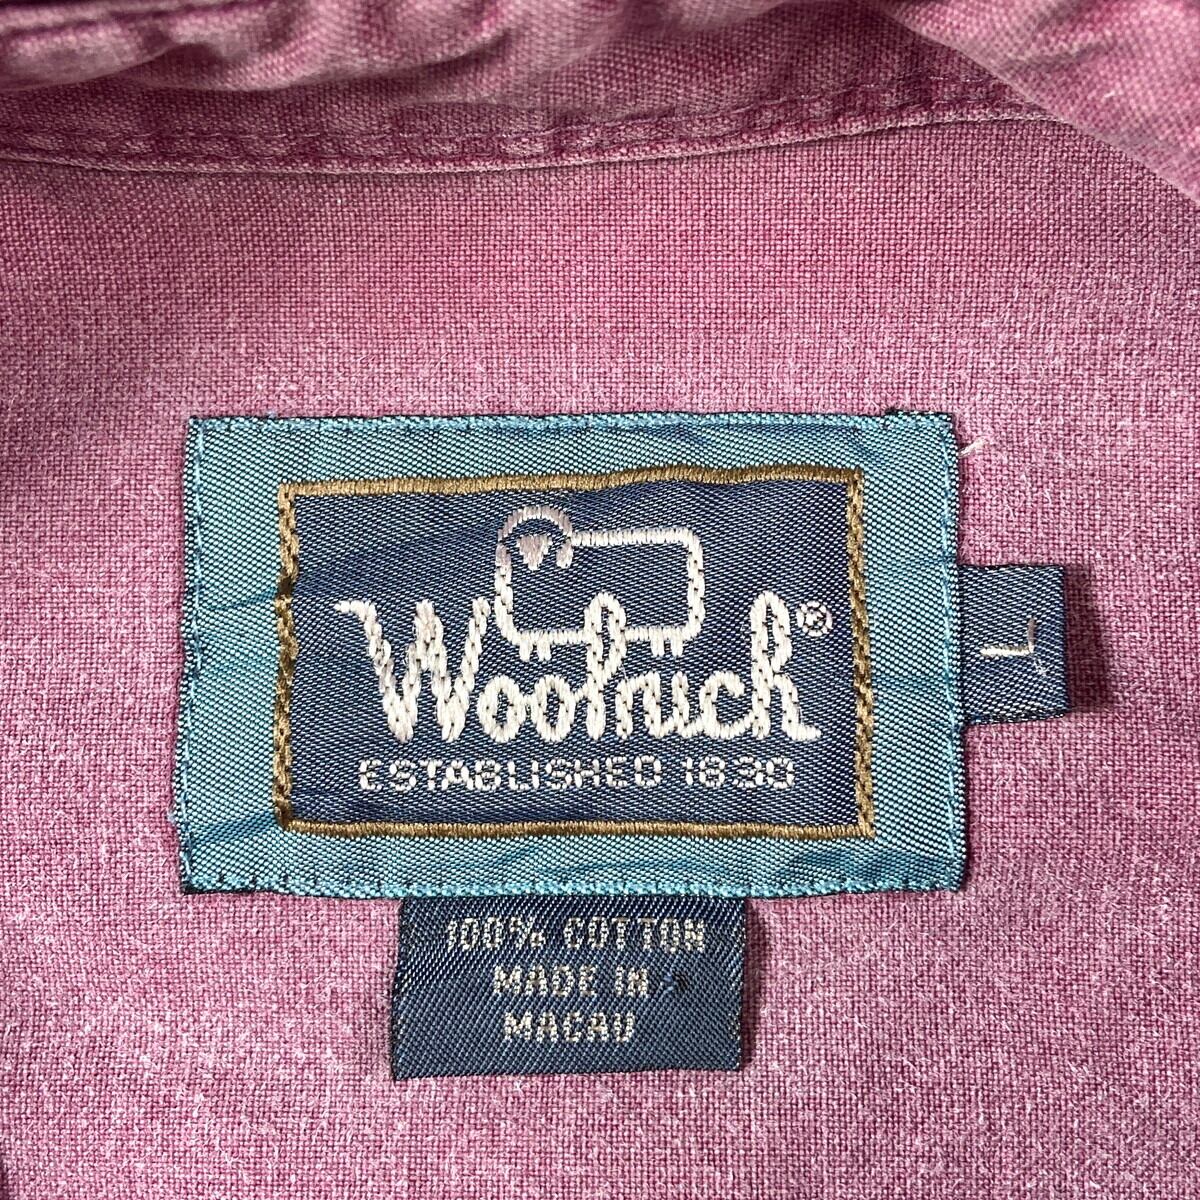 Woolrich®
ESTABLISHED 1830
L
100% COTTON
MADE IN
MACAU